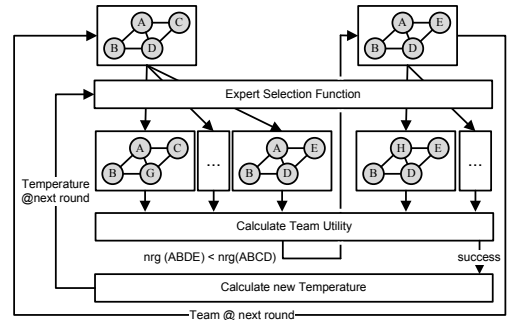 A C
B D
A E
B D
Expert Selection Function
A C
B G
...
A E
B D
H E
B D
...
Temperature
@next round
Calculate Team Utility
nrg (ABDE) < nrg(ABCD)
success
Calculate new Temperature
Team @ next round